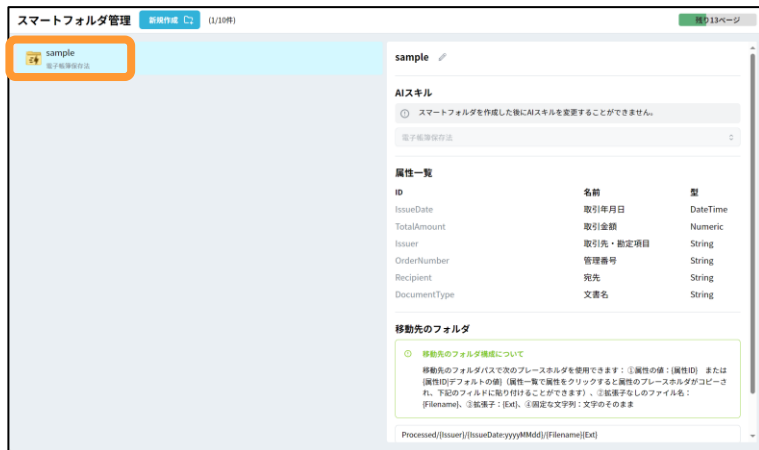 スマートフォルダ管理 新規作成 (1/10件) 残り13ページ
sample
電子帳簿保存法
sample
AIスキル
スマートフォルダを作成した後にAIスキルを変更することができません。
電子帳簿保存法
属性一覧
ID 名前 型
IssueDate 取引年月日 DateTime
TotalAmount 取引金額 Numeric
Issuer 取引先・勘定項目 String
OrderNumber 管理番号 String
Recipient 宛先 String
DocumentType 文書名 String
移動先のフォルダ
移動先のフォルダ構成について
移動先のフォルダパスで次のプレースホルダを使用できます：①属性の値：{属性ID} または
{属性ID|デフォルトの値}（属性一覧で属性をクリックすると属性のプレースホルダがコピーさ
れ、下記のフィールドに貼り付けることができます）、②拡張子なしのファイル名：
{Filename}、③拡張子：{Ext}、④固定な文字列：文字のそのまま
Processed/{Issuer}/{IssueDate:yyyyMMdd}/{Filename}{Ext}